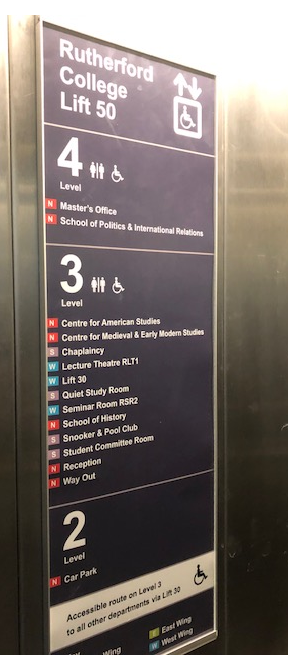 Rutherford
College
Lift 50
4
Level
N Master's Office
N School of Politics & International Relations
3
Level
N Centre for American Studies
N Centre for Medieval & Early Modern Studies
S Chaplaincy
W Lecture Theatre RLT1
W Lift 30
S Quiet Study Room
W Seminar Room RSR2
N School of History
S Snooker & Pool Club
S Student Committee Room
N Reception
N Way Out
2
Level
N Car Park
Accessible route on Level 3
to all other departments via Lift 30
Wing
East Wing
W West Wing